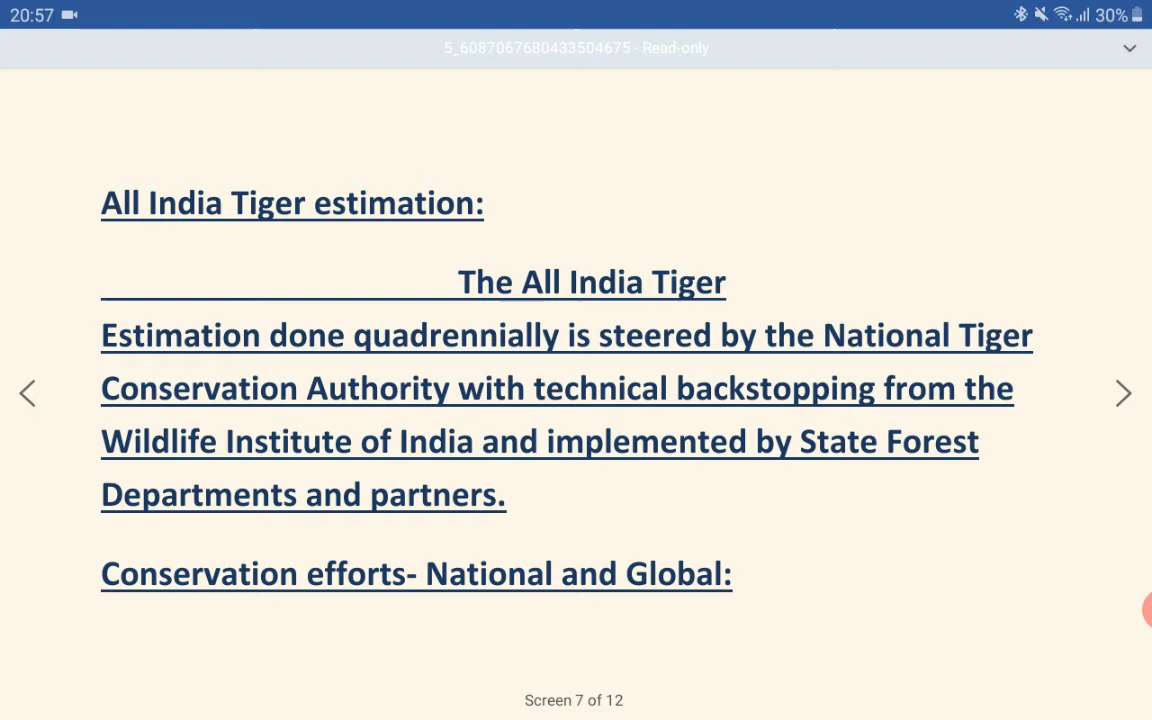 20:57 30%
5_6087067680433504675 - Read-only
All India Tiger estimation:
The All India Tiger
Estimation done quadrennially is steered by the National Tiger
Conservation Authority with technical backstopping from the
Wildlife Institute of India and implemented by State Forest
Departments and partners.
Conservation efforts- National and Global:
Screen 7 of 12